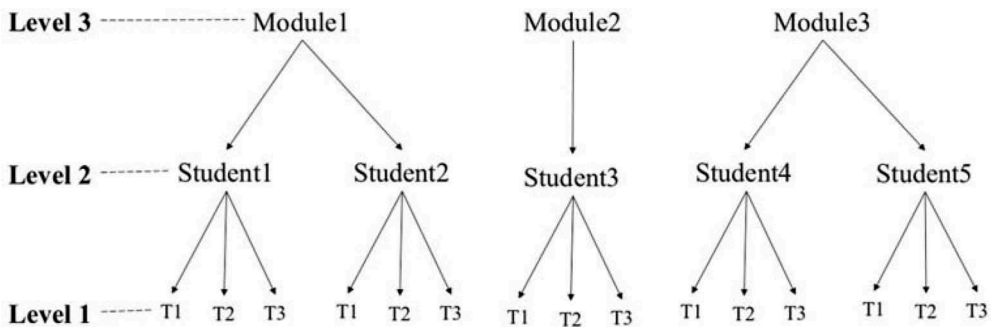 Level 3 Module1 Module2 Module3
Level 2 Student1 Student2 Student3 Student4 Student5
Level 1 T1 T2 T3 T1 T2 T3 T1 T2 T3 T1 T2 T3 T1 T2 T3